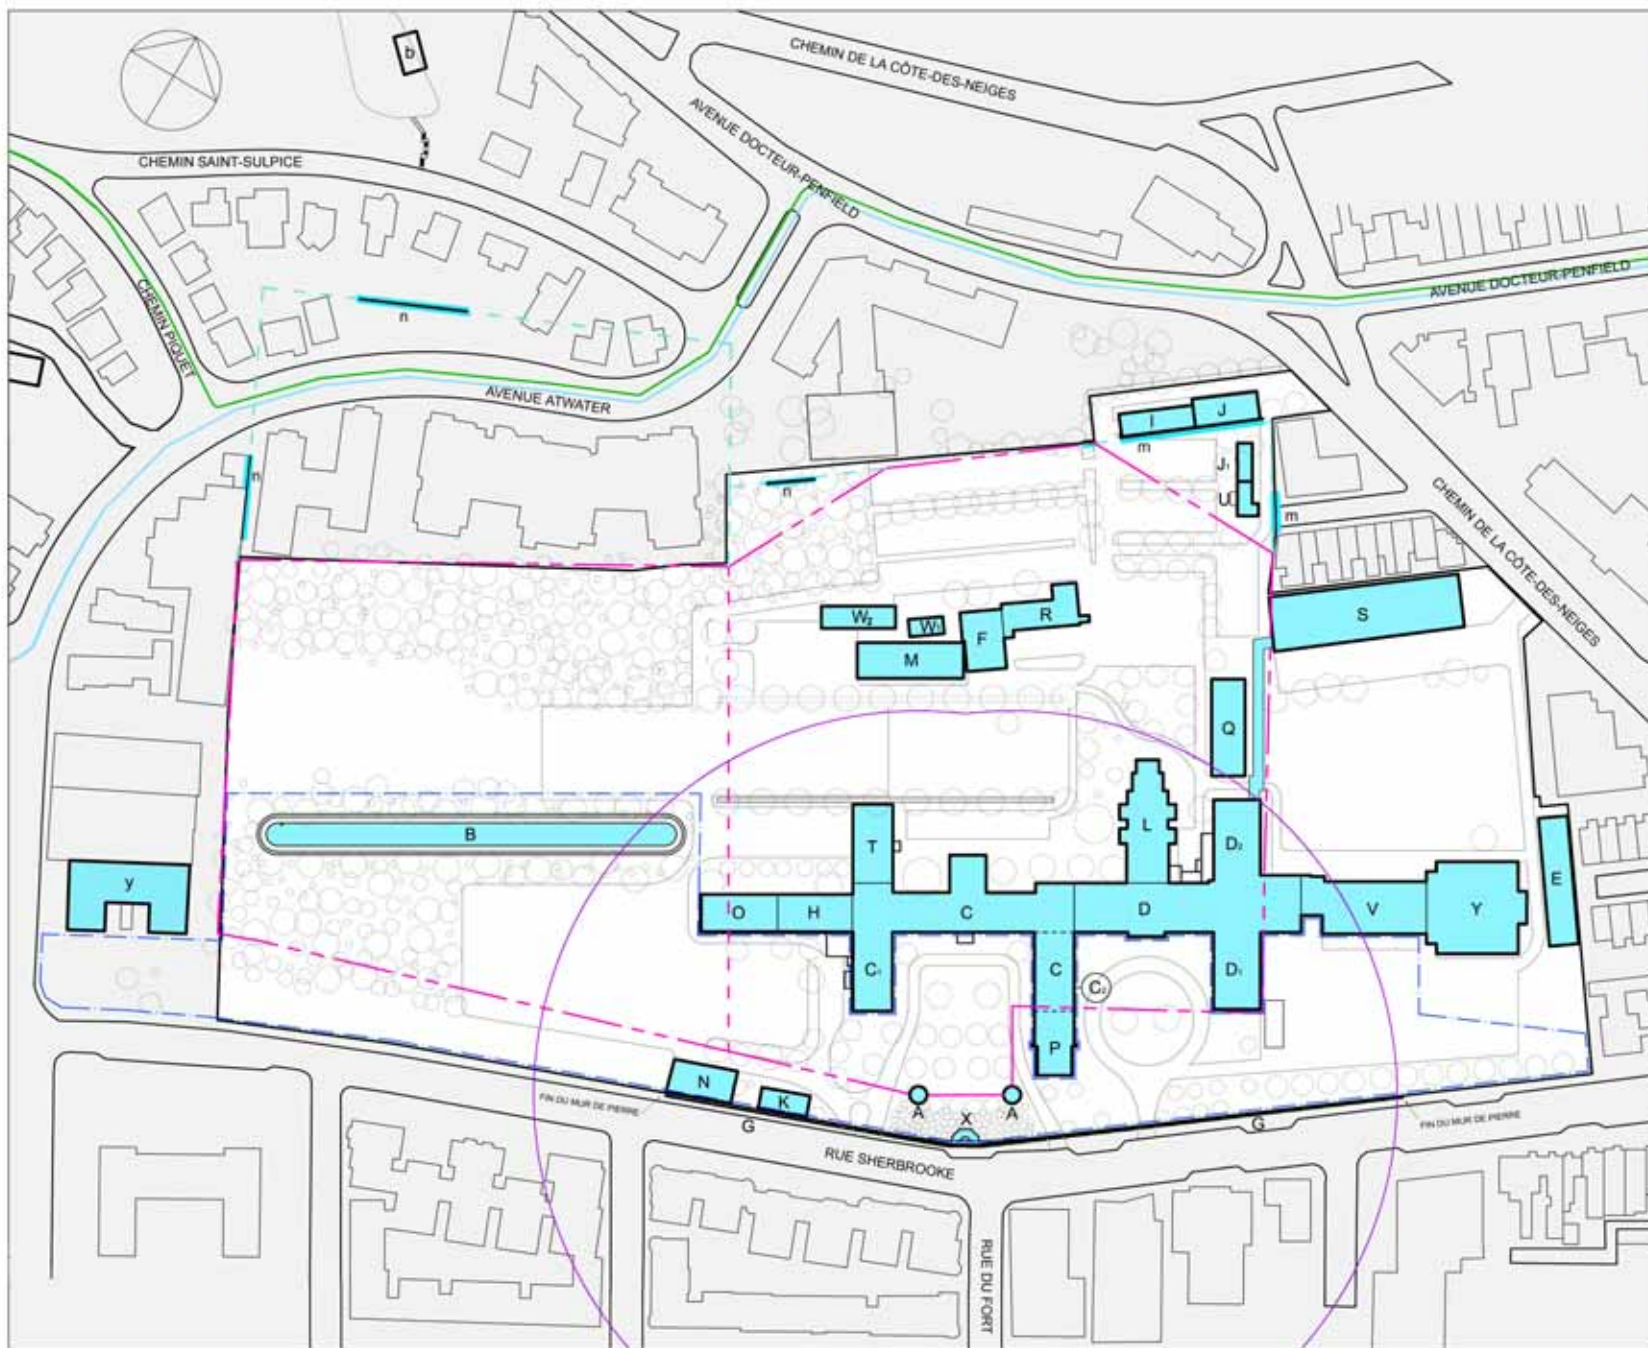 b
CHEMIN DE LA CÔTE-DES-NEIGES
AVENUE DOCTEUR-PENFIELD
CHEMIN SAINT-SULPICE
CHEMIN PIQUET
n
AVENUE DOCTEUR-PENFIELD
AVENUE ATWATER
I
J
m
J1
n
n
U
m
CHEMIN DE LA CÔTE-DES-NEIGES
W2
W1
F
R
S
M
Q
B
L
T
D2
y
E
O
H
C
D
V
Y
C1
C
D1
C2
P
N
K
A
A
FIN DU MUR DE PIERRE
X
G
G
FIN DU MUR DE PIERRE
RUE SHERBROOKE
RUE DU FORT